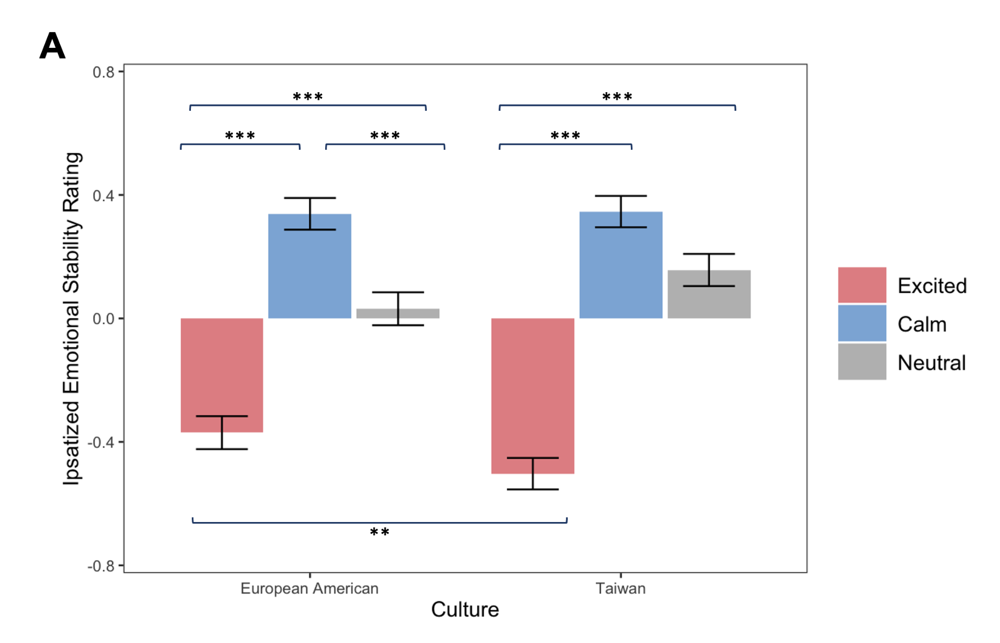 A
0.8
0.4
0.0
-0.4
-0.8
Ipsatized Emotional Stability Rating
***
***
***
***
***
***
**
European American
Taiwan
Culture
Excited
Calm
Neutral